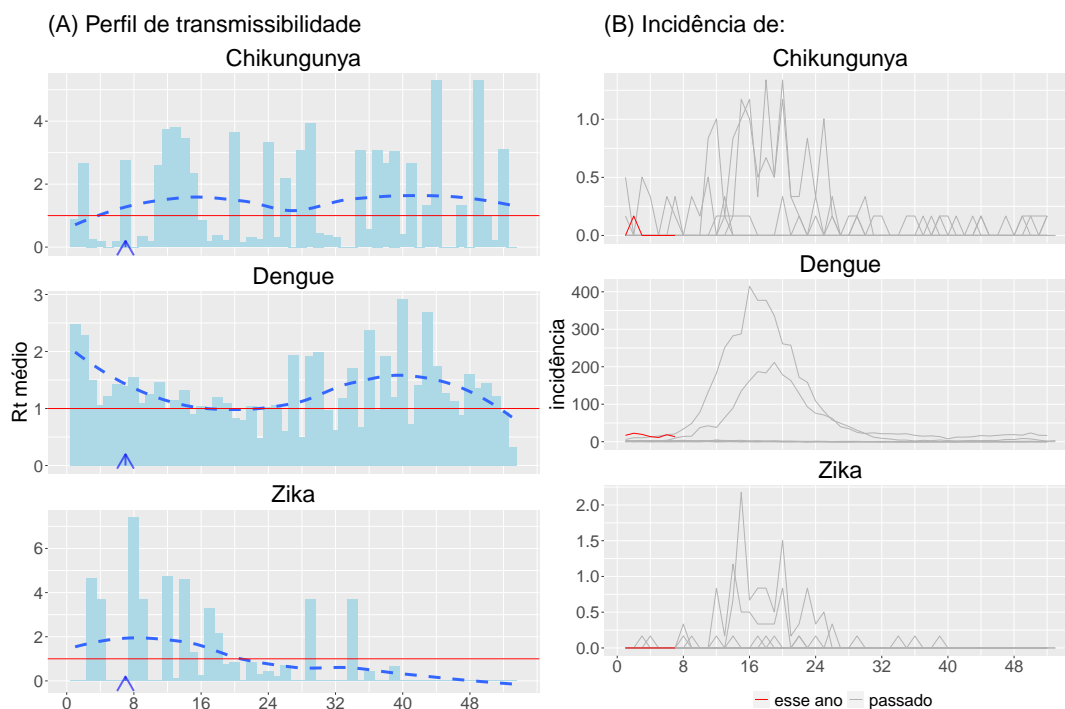 (A) Perfil de transmissibilidade
Chikungunya
4
2
0
Dengue
3
2
1
0
Zika
6
4
2
0
0 8 16 24 32 40 48
Rt médio
(B) Incidência de:
Chikungunya
1.0
0.5
0.0
Dengue
400
300
200
100
0
Zika
2.0
1.5
1.0
0.5
0.0
0 8 16 24 32 40 48
incidência
esse ano passado